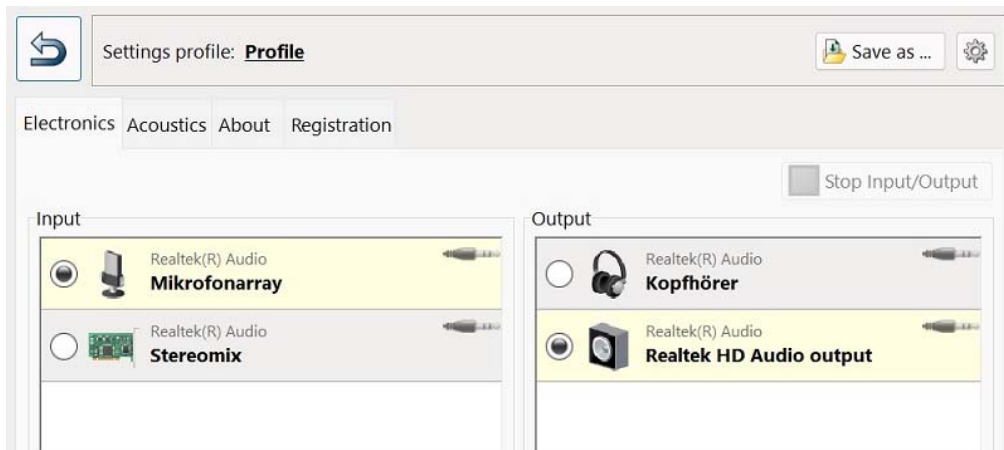 Settings profile: Profile
Save as ...
Electronics Acoustics About Registration
Stop Input/Output
Input
Realtek(R) Audio
Mikrofonarray
Realtek(R) Audio
Stereomix
Output
Realtek(R) Audio
Kopfhörer
Realtek(R) Audio
Realtek HD Audio output